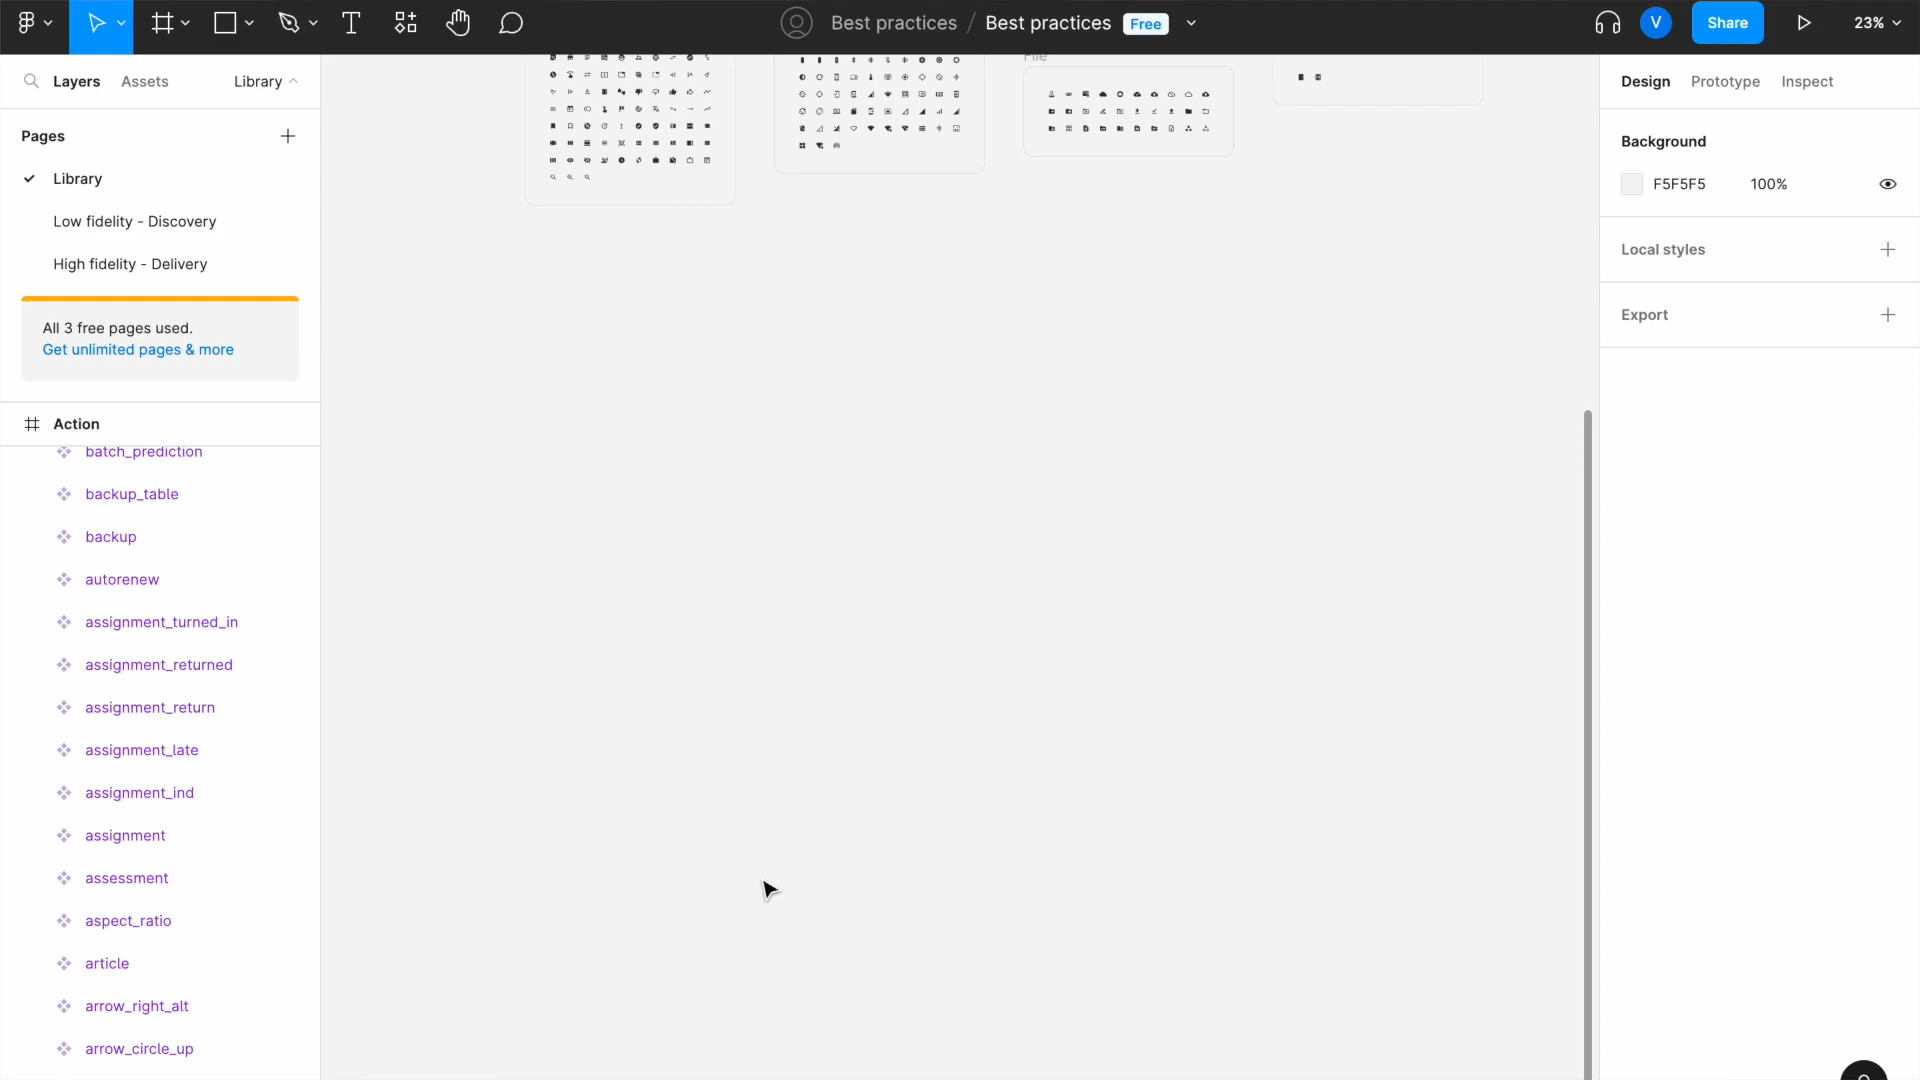 Best practices / Best practices Free
V
Share
23%
Layers
Assets
Library
Pages
Library
Low fidelity - Discovery
High fidelity - Delivery
All 3 free pages used.
Get unlimited pages & more
Action
batch_prediction
backup_table
backup
autorenew
assignment_turned_in
assignment_returned
assignment_return
assignment_late
assignment_ind
assignment
assessment
aspect_ratio
article
arrow_right_alt
arrow_circle_up
File
Design
Prototype
Inspect
Background
F5F5F5
100%
Local styles
Export